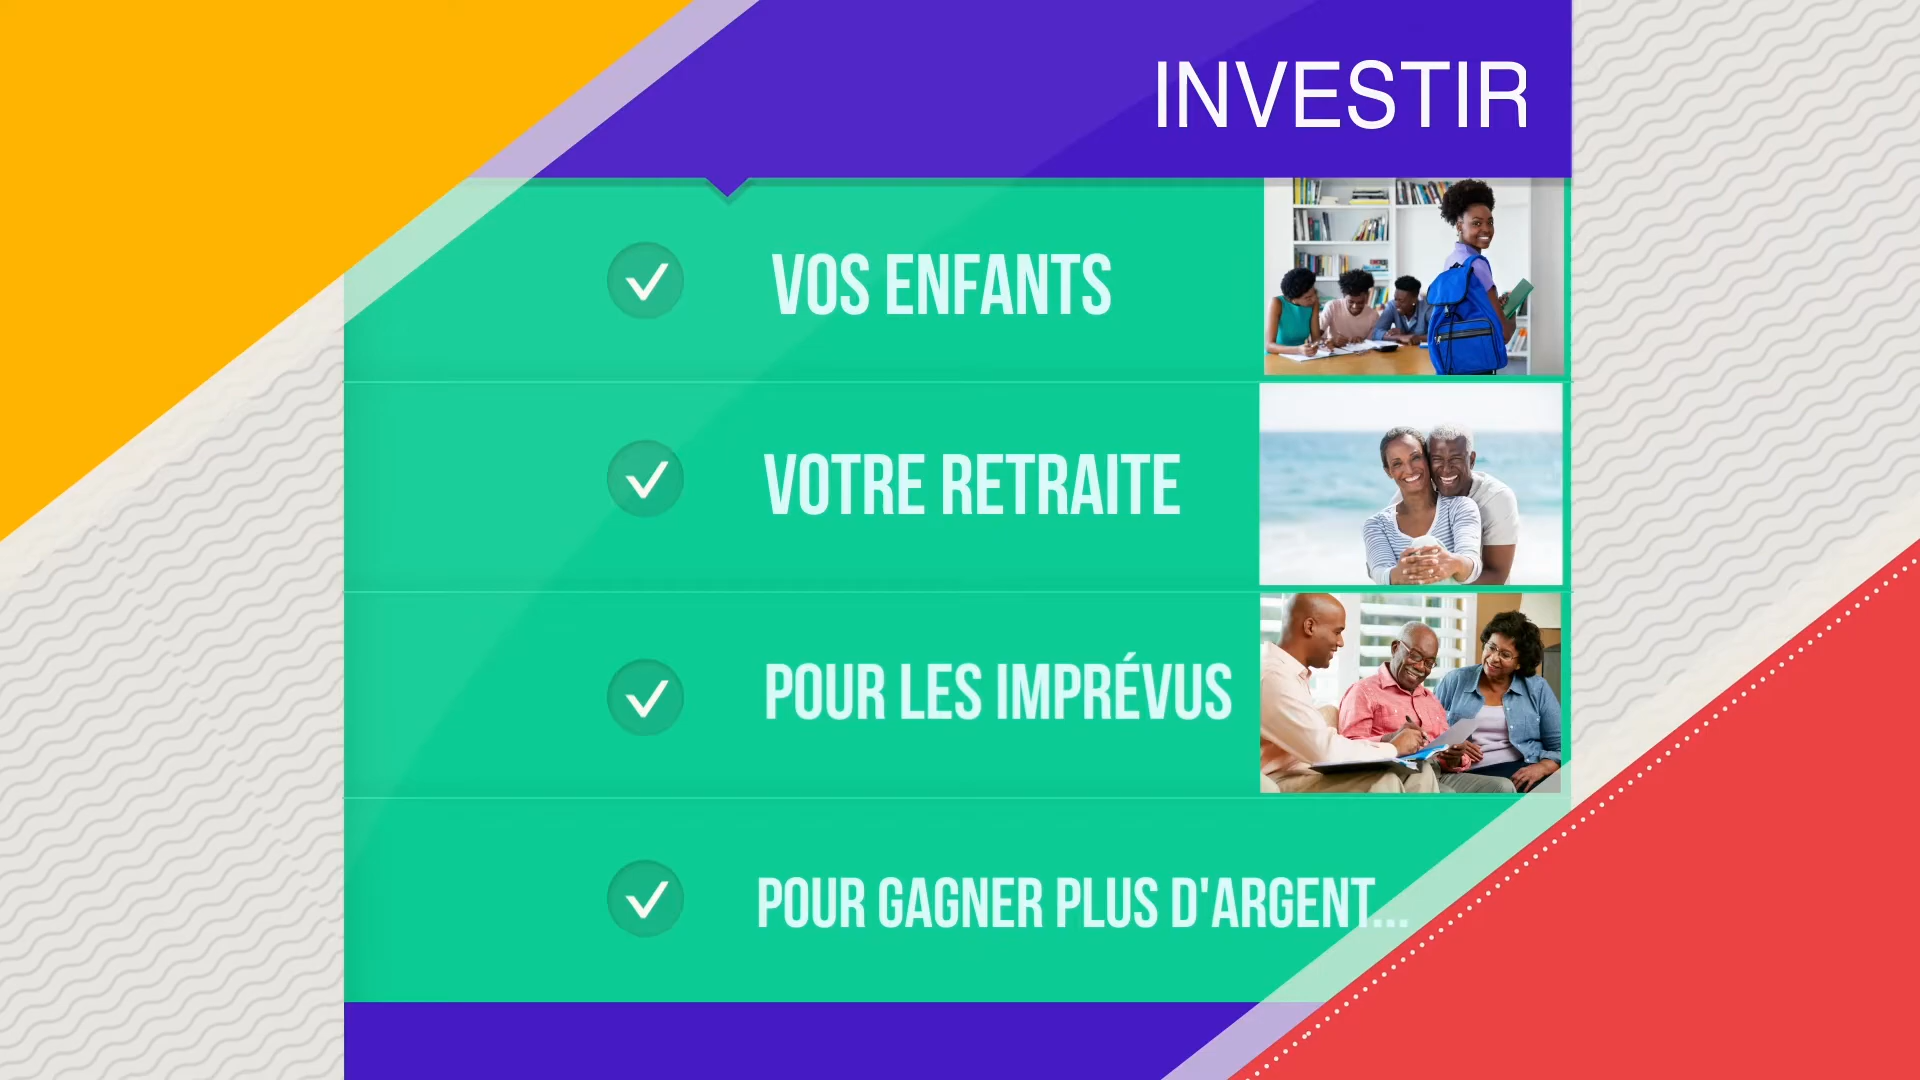 INVESTIR
VOS ENFANTS
VOTRE RETRAITE
POUR LES IMPRÉVUS
POUR GAGNER PLUS D'ARGENT...